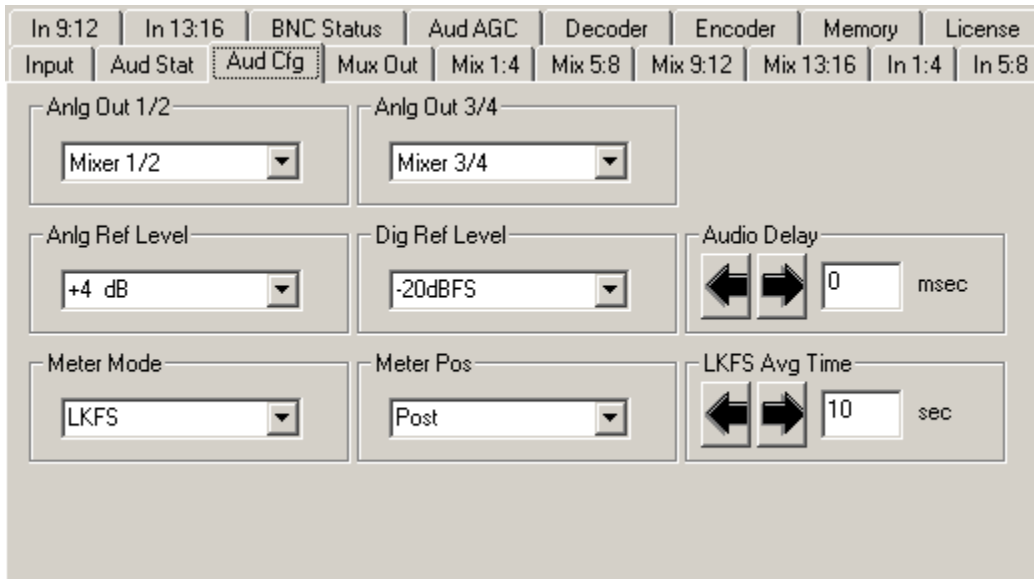 In 9:12 In 13:16 BNC Status Aud AGC Decoder Encoder Memory License
Input Aud Stat Aud Cfg Mux Out Mix 1:4 Mix 5:8 Mix 9:12 Mix 13:16 In 1:4 In 5:8
Anlg Out 1/2 Anlg Out 3/4
Mixer 1/2 Mixer 3/4
Anlg Ref Level Dig Ref Level Audio Delay
+4 dB -20dBFS 0 msec
Meter Mode Meter Pos LKFS Avg Time
LKFS Post 10 sec